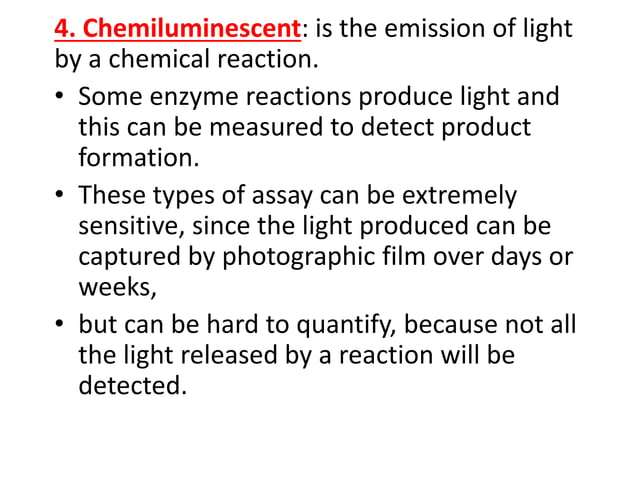 4. Chemiluminescent: is the emission of light
by a chemical reaction.
• Some enzyme reactions produce light and
this can be measured to detect product
formation.
• These types of assay can be extremely
sensitive, since the light produced can be
captured by photographic film over days or
weeks,
• but can be hard to quantify, because not all
the light released by a reaction will be
detected.